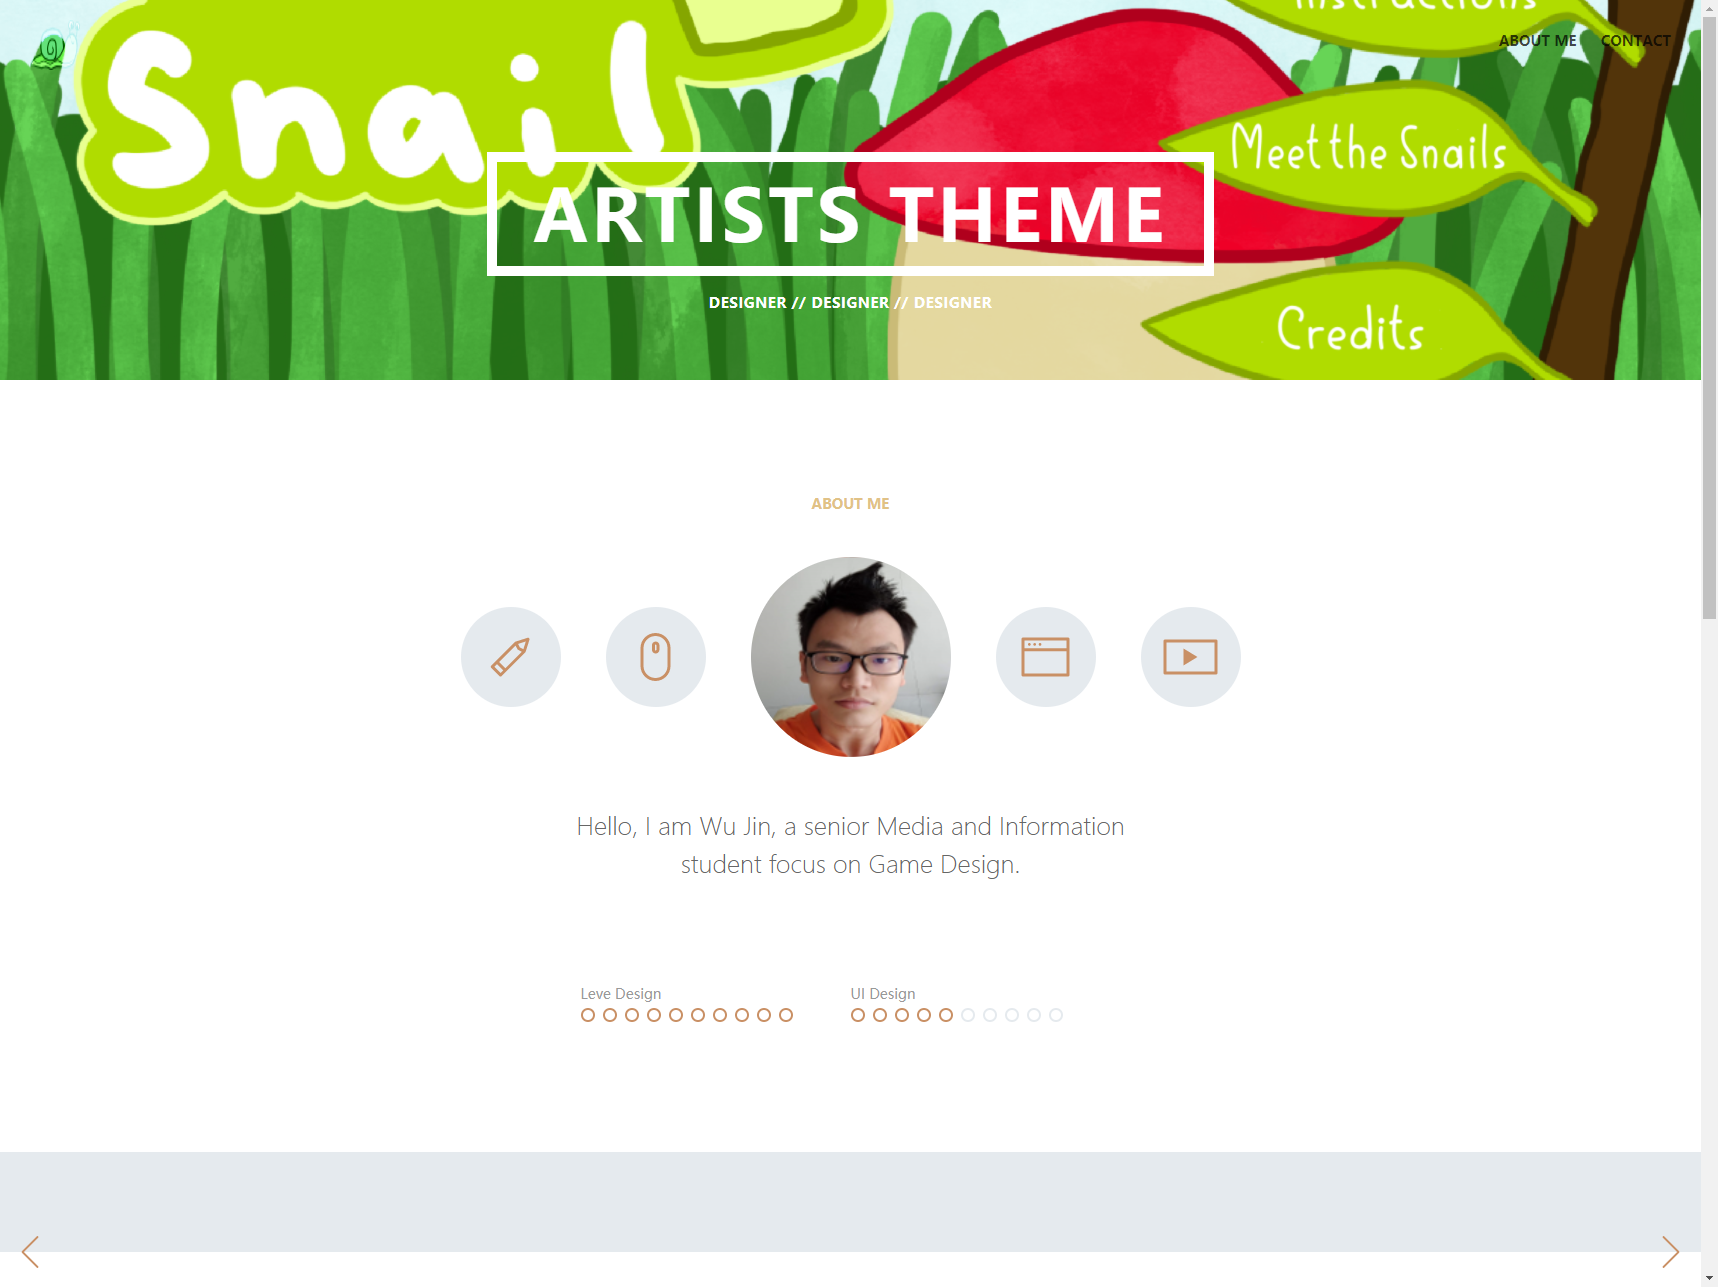 Instructions
ABOUT ME CONTACT
Snail
Meet the Snails
ARTISTS THEME
DESIGNER // DESIGNER // DESIGNER
Credits
ABOUT ME
Hello, I am Wu Jin, a senior Media and Information
student focus on Game Design.
Leve Design UI Design